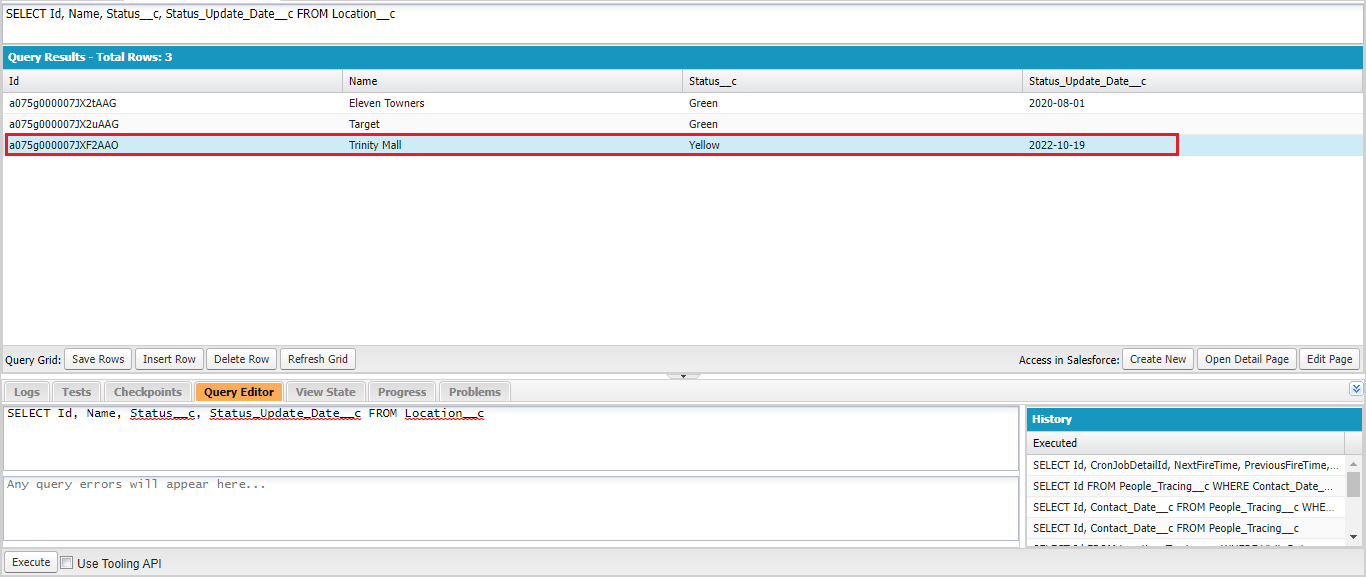 SELECT Id, Name, Status__c, Status_Update_Date__c FROM Location__c
Query Results - Total Rows: 3
Id Name Status__c Status_Update_Date__c
a075g000007JX2tAAG Eleven Towners Green 2020-08-01
a075g000007JX2uAAG Target Green
a075g000007JXF2AAO Trinity Mall Yellow 2022-10-19
Query Grid: Save Rows Insert Row Delete Row Refresh Grid Access in Salesforce: Create New Open Detail Page Edit Page
Logs Tests Checkpoints Query Editor View State Progress Problems
SELECT Id, Name, Status__c, Status_Update_Date__c FROM Location__c
Any query errors will appear here...
History
Executed
SELECT Id, CronJobDetailId, NextFireTime, PreviousFireTime,...
SELECT Id FROM People_Tracing__c WHERE Contact_Date_...
SELECT Id, Contact_Date__c FROM People_Tracing__c WHE...
SELECT Id, Contact_Date__c FROM People_Tracing__c
Execute Use Tooling API